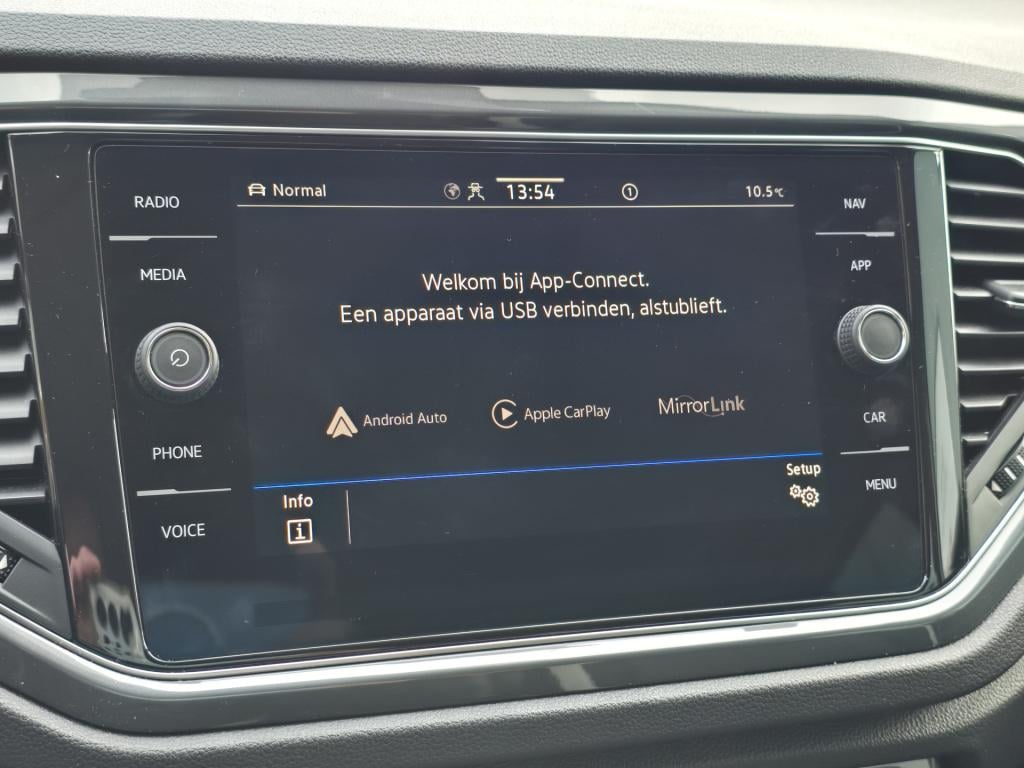 RADIO
MEDIA
PHONE
VOICE
Normal
13:54
1
10.5°C
Welkom bij App-Connect.
Een apparaat via USB verbinden, alstublieft.
Android Auto
Apple CarPlay
MirrorLink
Info
i
Setup
NAV
APP
CAR
MENU